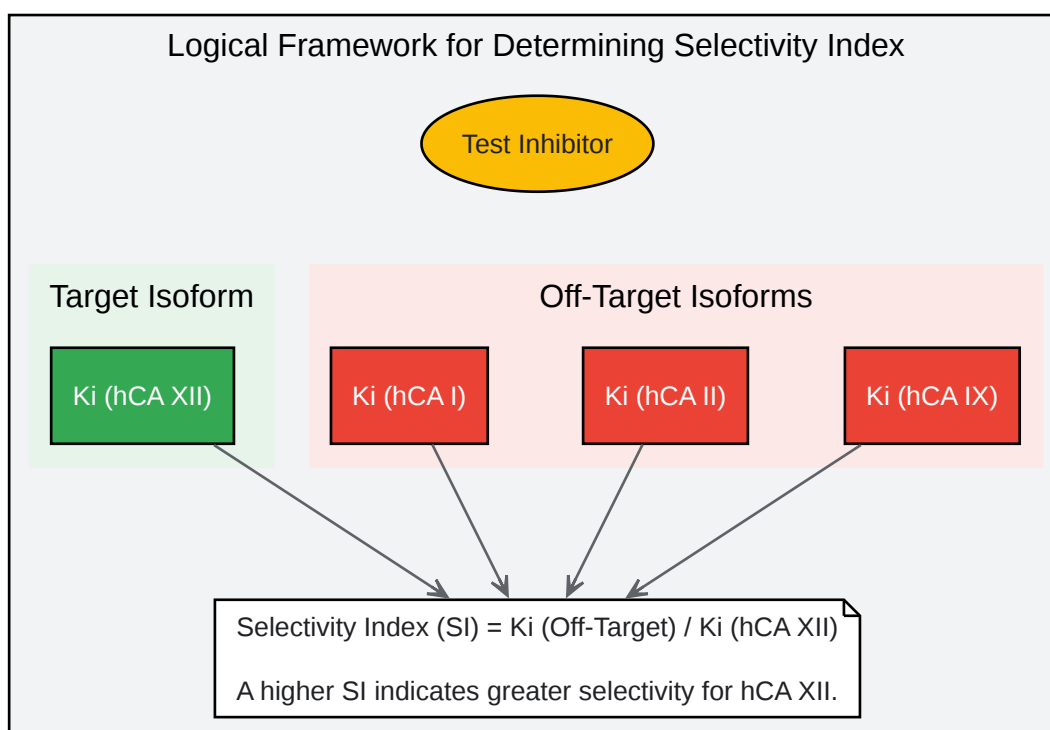 Logical Framework for Determining Selectivity Index
Test Inhibitor
Target Isoform
Off-Target Isoforms
Ki (hCA XII)
Ki (hCA I)
Ki (hCA II)
Ki (hCA IX)
Selectivity Index (SI) = Ki (Off-Target) / Ki (hCA XII)
A higher SI indicates greater selectivity for hCA XII.